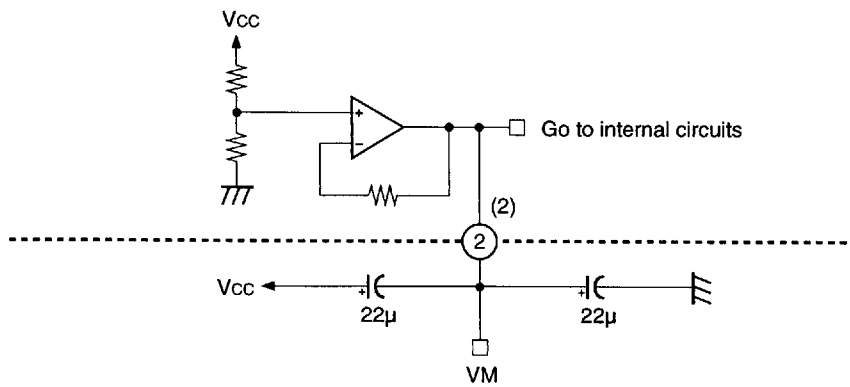 VCC
+
−
Go to internal circuits
(2)
2
VCC
+
22µ
+
22µ
VM